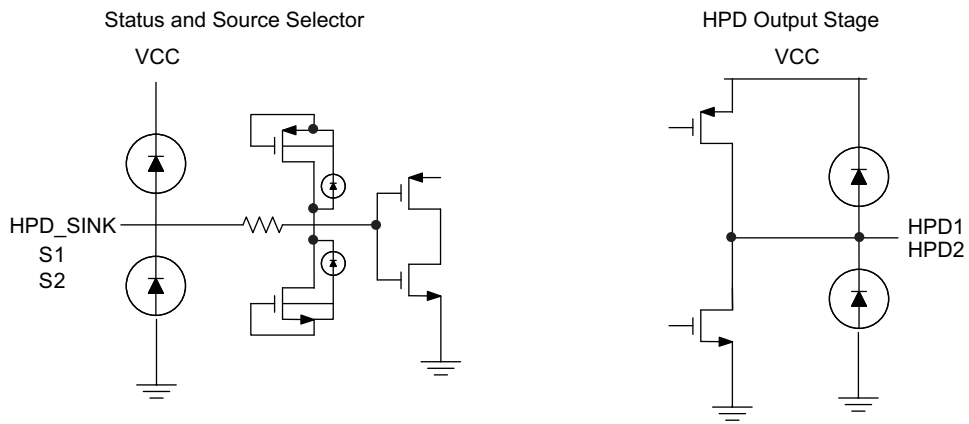 Status and Source Selector
VCC
HPD_SINK
S1
S2
HPD Output Stage
VCC
HPD1
HPD2